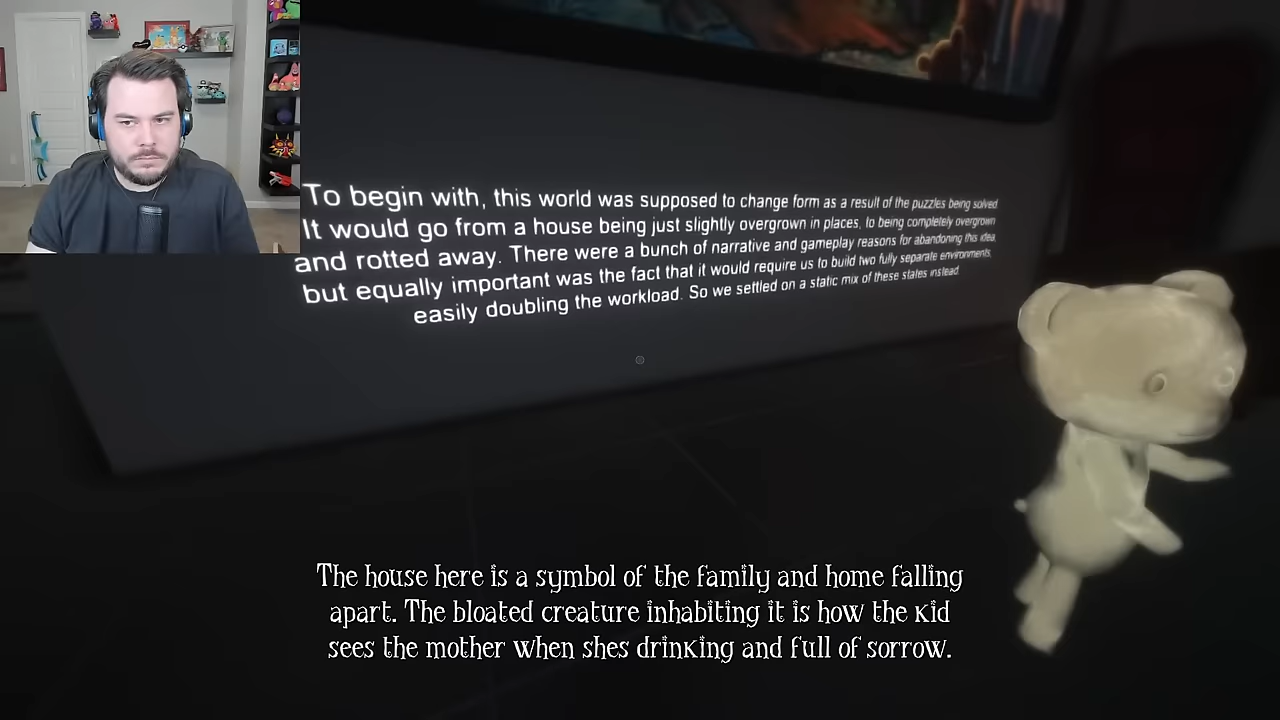 To begin with, this world was supposed to change form as a result of the puzzles being solved
It would go from a house being just slightly overgrown in places, to being completely overgrown
and rotted away. There were a bunch of narrative and gameplay reasons for abandoning this idea,
but equally important was the fact that it would require us to build two fully separate environments,
easily doubling the workload. So we settled on a static mix of these states instead
The house here is a symbol of the family and home falling
apart. The bloated creature inhabiting it is how the kid
sees the mother when shes drinking and full of sorrow.